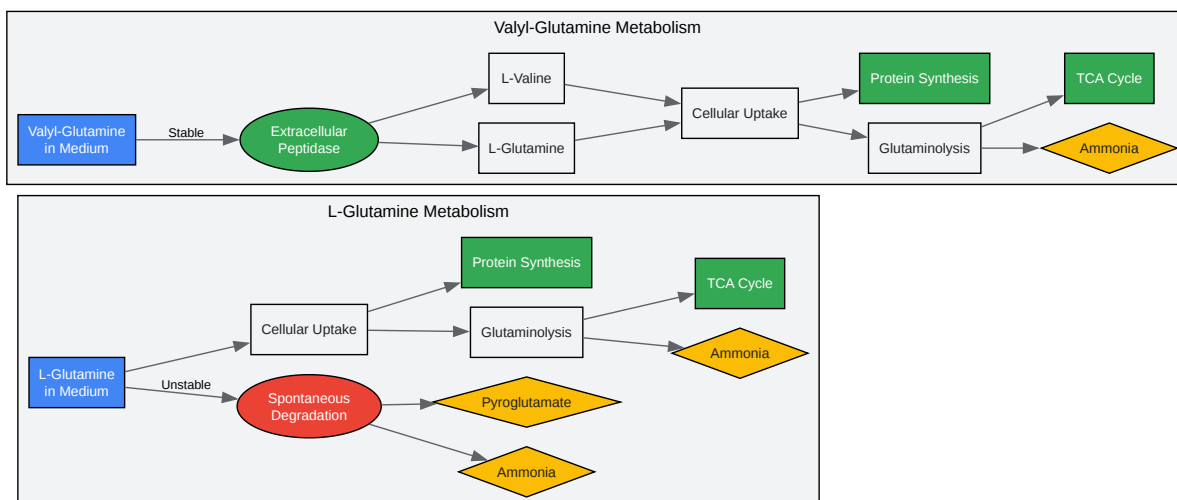 Valyl-Glutamine Metabolism
Valyl-Glutamine
in Medium
Stable
Extracellular
Peptidase
L-Valine
L-Glutamine
Cellular Uptake
Protein Synthesis
Glutaminolysis
TCA Cycle
Ammonia
L-Glutamine Metabolism
L-Glutamine
in Medium
Unstable
Cellular Uptake
Spontaneous
Degradation
Protein Synthesis
Glutaminolysis
Pyroglutamate
Ammonia
TCA Cycle
Ammonia